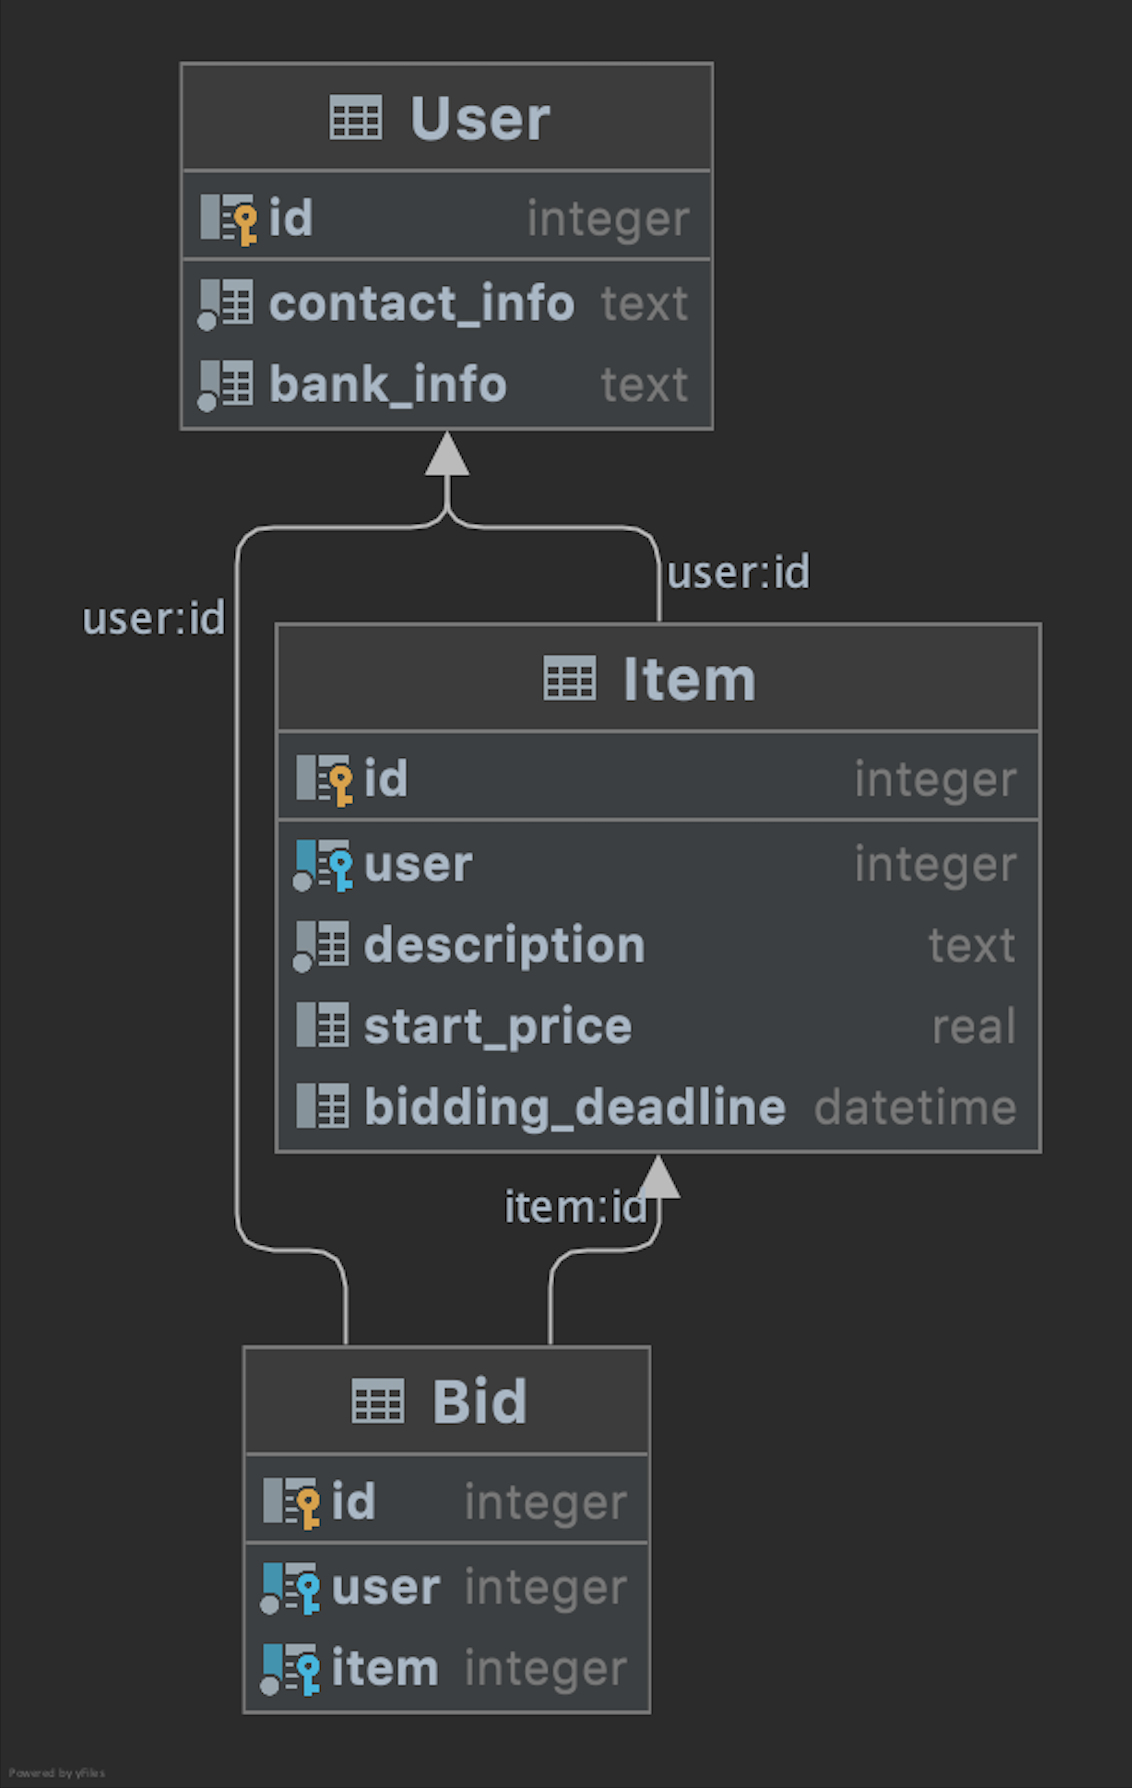 User
id integer
contact_info text
bank_info text
user:id
user:id
Item
id integer
user integer
description text
start_price real
bidding_deadline datetime
item:id
Bid
id integer
user integer
item integer
Powered by yFiles